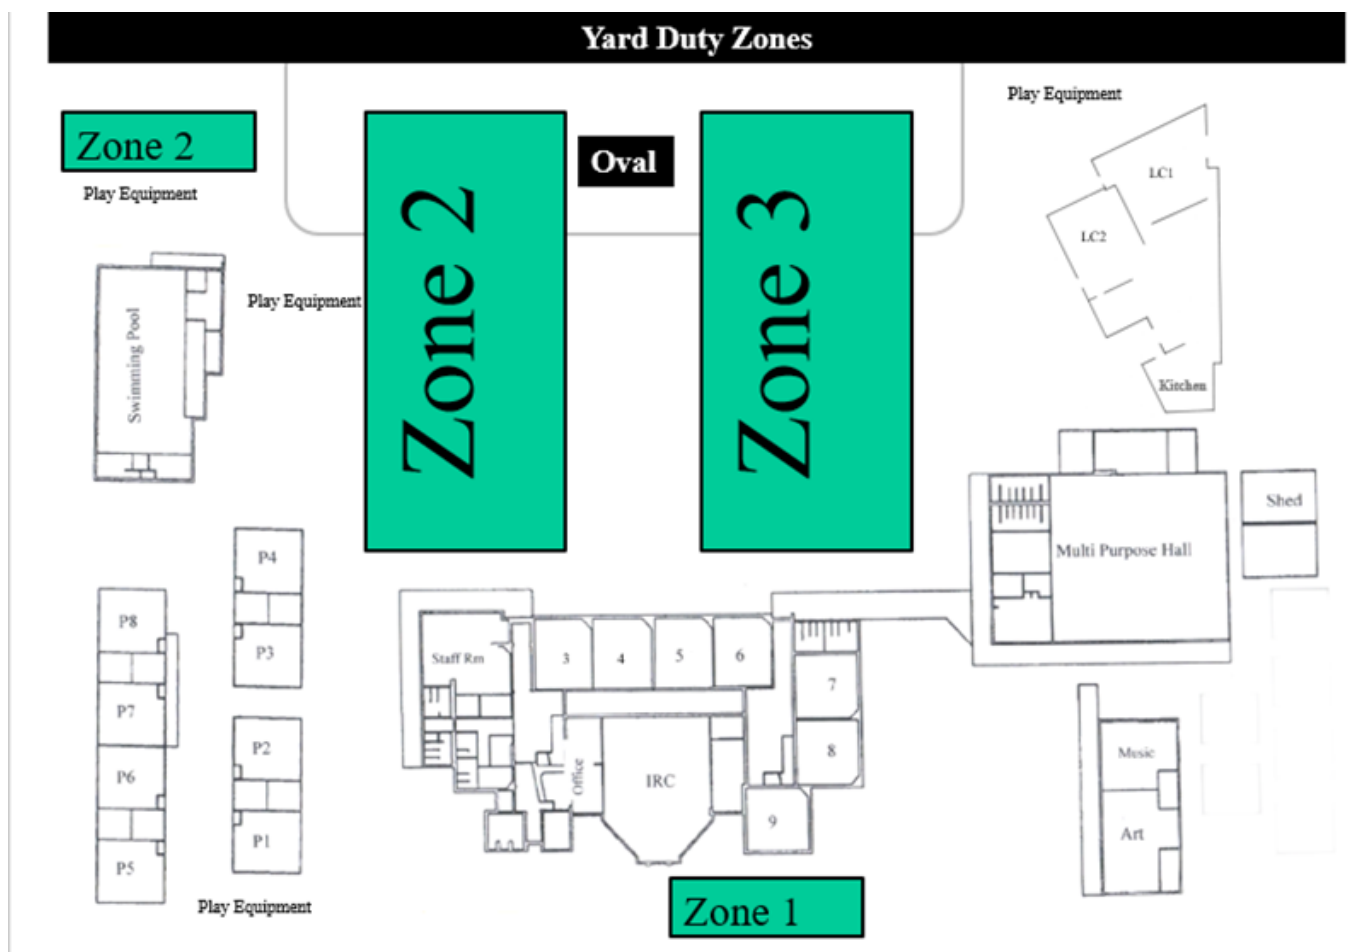 Yard Duty Zones
Play Equipment
Zone 2
Zone 2
Oval
Zone 3
LC1
Play Equipment
LC2
Play Equipment
Swimming Pool
Kitchen
Shed
P4
Multi Purpose Hall
P8
P3
Staff Rm
3
4
5
6
7
P7
P2
8
Music
P6
Office
IRC
9
P1
Art
P5
Play Equipment
Zone 1